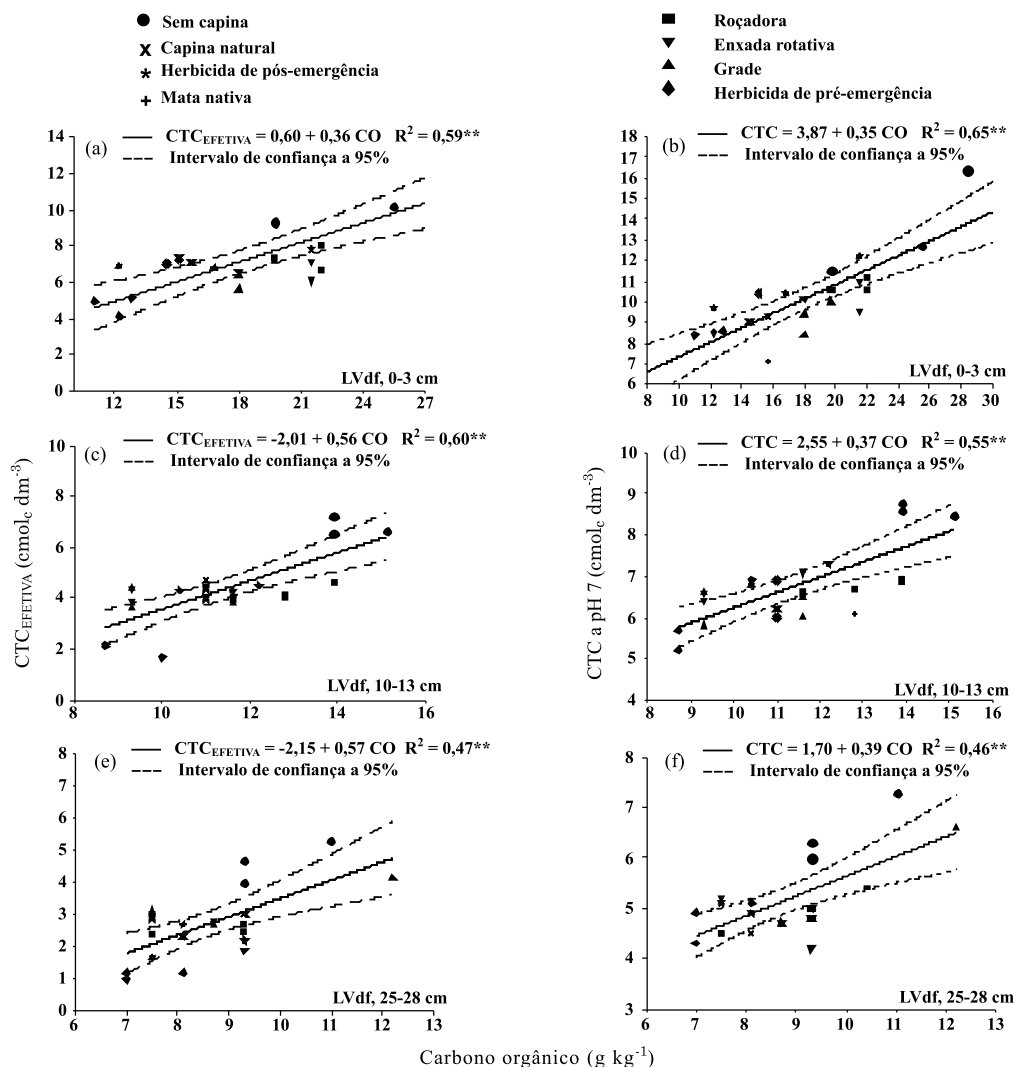 Sem capina
Capina natural
Herbicida de pós-emergência
Mata nativa
Roçadora
Enxada rotativa
Grade
Herbicida de pré-emergência
(a)
CTC_EFETIVA = 0,60 + 0,36 CO R² = 0,59**
Intervalo de confiança a 95%
14
12
10
8
6
4
2
0
12
15
18
21
24
27
LVdf, 0-3 cm
(b)
CTC = 3,87 + 0,35 CO R² = 0,65**
Intervalo de confiança a 95%
18
17
16
15
14
13
12
11
10
9
8
7
6
8
10
12
14
16
18
20
22
24
26
28
30
LVdf, 0-3 cm
(c)
CTC_EFETIVA = -2,01 + 0,56 CO R² = 0,60**
Intervalo de confiança a 95%
10
8
6
4
2
0
8
10
12
14
16
LVdf, 10-13 cm
(d)
CTC = 2,55 + 0,37 CO R² = 0,55**
Intervalo de confiança a 95%
10
9
8
7
6
5
4
8
9
10
11
12
13
14
15
16
LVdf, 10-13 cm
(e)
CTC_EFETIVA = -2,15 + 0,57 CO R² = 0,47**
Intervalo de confiança a 95%
8
7
6
5
4
3
2
1
0
6
7
8
9
10
11
12
13
LVdf, 25-28 cm
(f)
CTC = 1,70 + 0,39 CO R² = 0,46**
Intervalo de confiança a 95%
8
7
6
5
4
3
6
7
8
9
10
11
12
13
LVdf, 25-28 cm
CTC_EFETIVA (cmol_c dm⁻³)
CTC a pH 7 (cmol_c dm⁻³)
Carbono orgânico (g kg⁻¹)